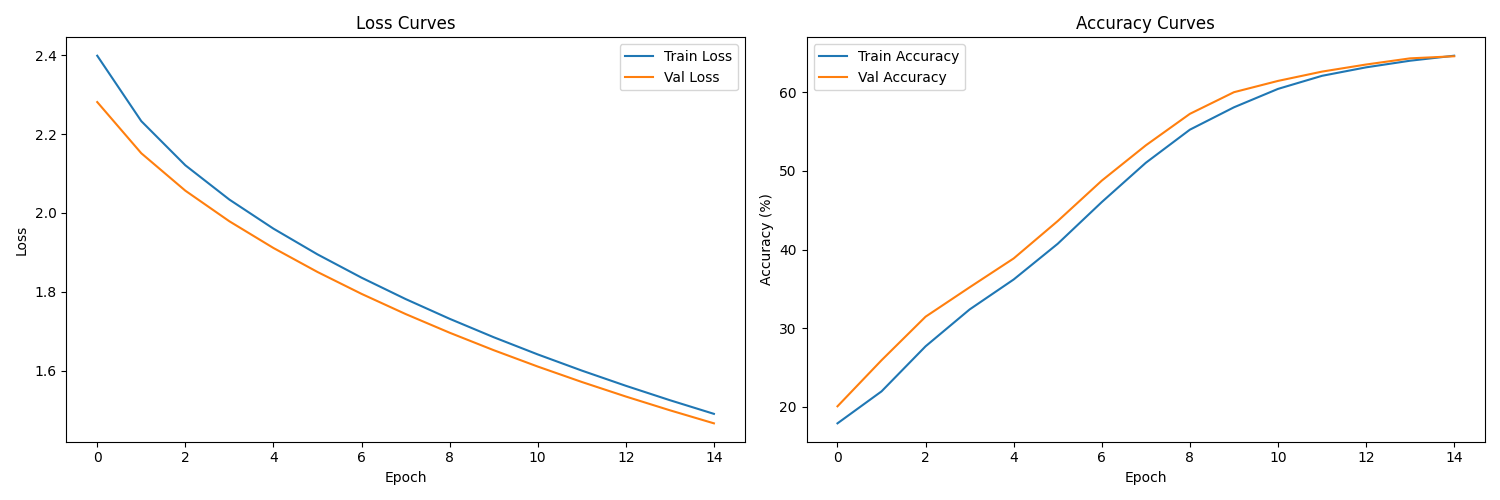 Loss Curves
Train Loss
Val Loss
2.4
2.2
2.0
1.8
1.6
Loss
0 2 4 6 8 10 12 14
Epoch
Accuracy Curves
Train Accuracy
Val Accuracy
60
50
40
30
20
Accuracy (%)
0 2 4 6 8 10 12 14
Epoch